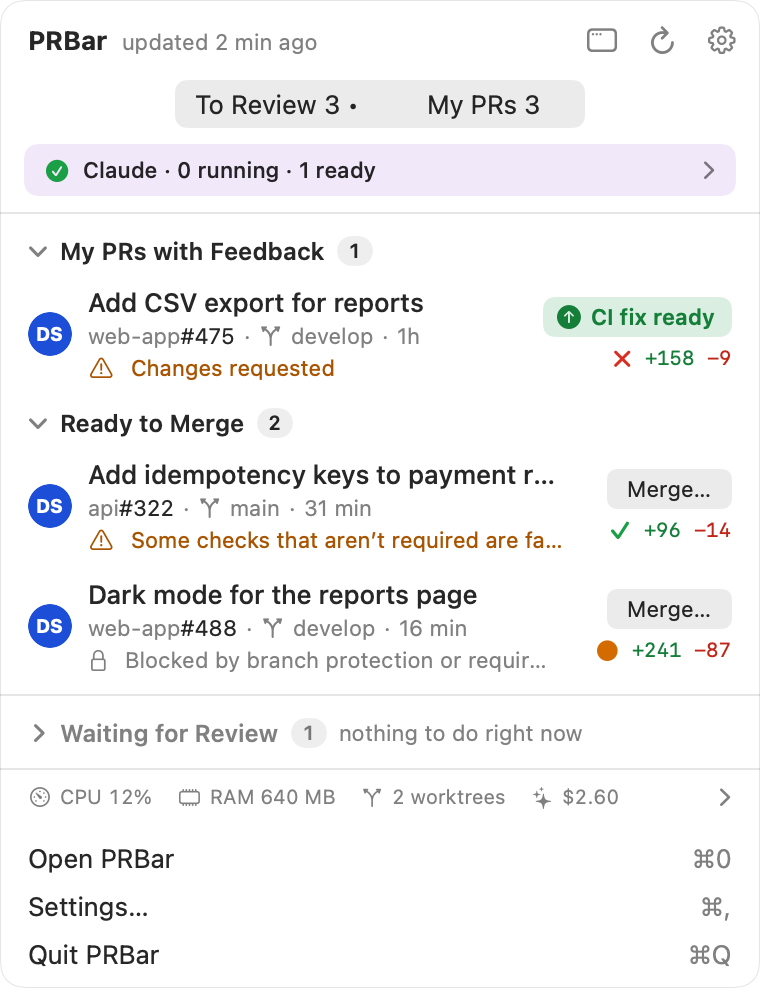 PRBar updated 2 min ago
To Review 3 • My PRs 3
Claude · 0 running · 1 ready
My PRs with Feedback 1
Add CSV export for reports
CI fix ready
DS
web-app#475 · develop · 1h
+158 −9
Changes requested
Ready to Merge 2
Add idempotency keys to payment r...
Merge...
DS
api#322 · main · 31 min
+96 −14
Some checks that aren’t required are fa...
Dark mode for the reports page
Merge...
DS
web-app#488 · develop · 16 min
+241 −87
Blocked by branch protection or requir...
Waiting for Review 1 nothing to do right now
CPU 12% RAM 640 MB 2 worktrees $2.60
Open PRBar ⌘0
Settings... ⌘,
Quit PRBar ⌘Q